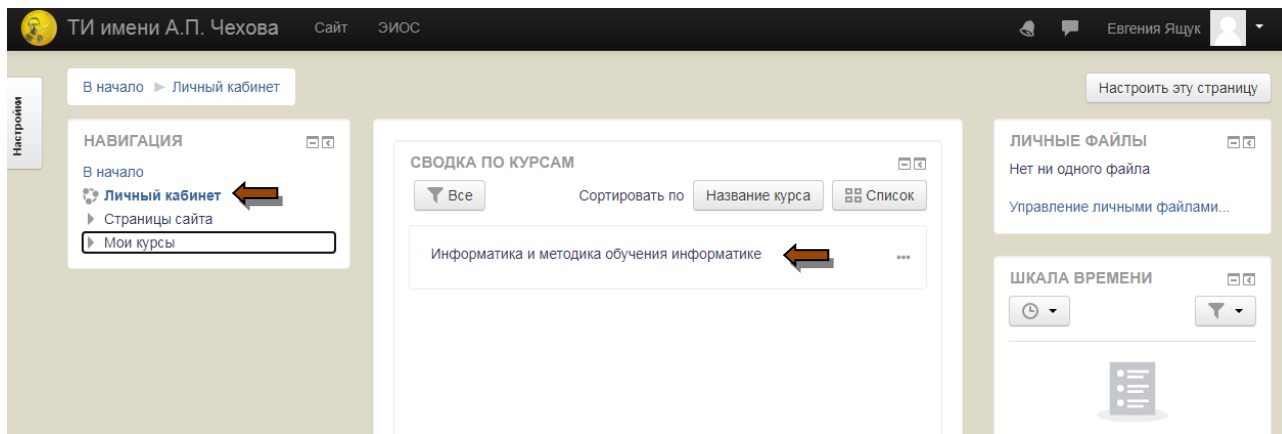 ТИ имени А.П. Чехова Сайт ЭИОС Евгения Ящук
В начало Личный кабинет
Настроить эту страницу
Настройки
НАВИГАЦИЯ
В начало
Личный кабинет
Страницы сайта
Мои курсы
СВОДКА ПО КУРСАМ
Все Сортировать по Название курса Список
Информатика и методика обучения информатике
ЛИЧНЫЕ ФАЙЛЫ
Нет ни одного файла
Управление личными файлами...
ШКАЛА ВРЕМЕНИ